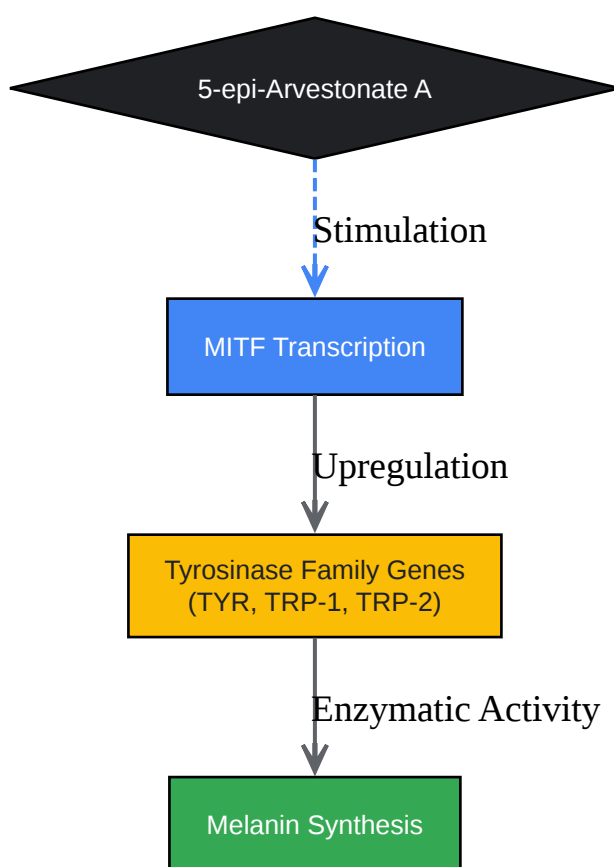 5-epi-Arvestonate A
Stimulation
MITF Transcription
Upregulation
Tyrosinase Family Genes
(TYR, TRP-1, TRP-2)
Enzymatic Activity
Melanin Synthesis